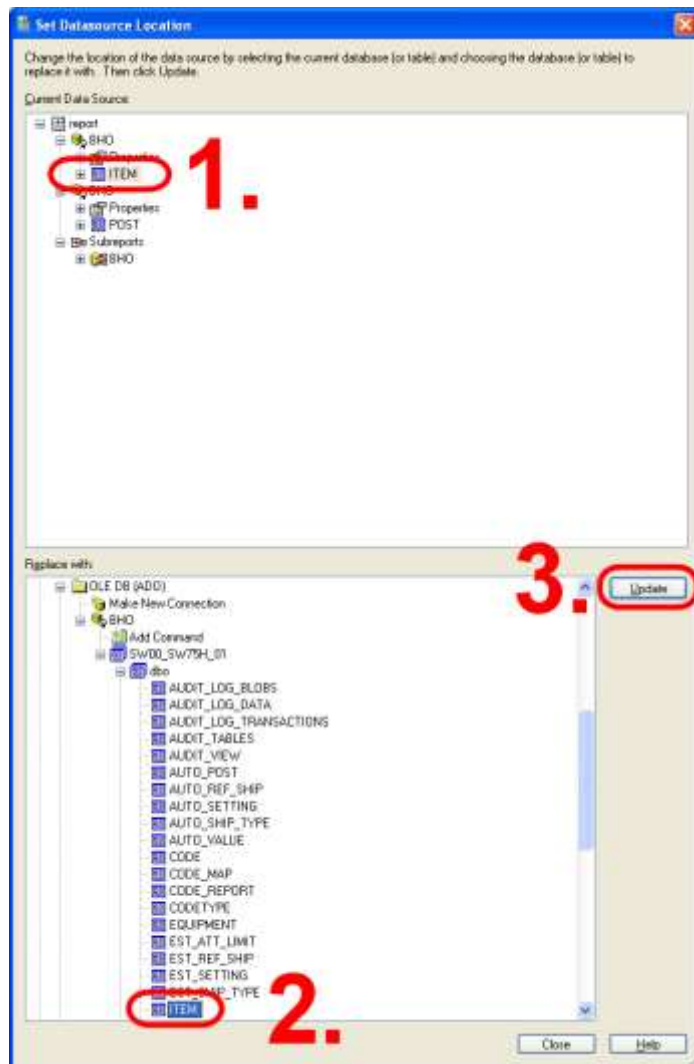 Set Datasource Location
Change the location of the data source by selecting the current database (or table) and choosing the database (or table) to
replace it with. Then click Update.
Current Data Source:
report
BHO
Properties
ITEM
1.
BHO
Properties
POST
Subreports
BHO
Replace with:
3.
OLE DB (ADO)
Update
Make New Connection
BHO
Add Command
SW00_SW75H_01
dbo
AUDIT_LOG_BLOBS
AUDIT_LOG_DATA
AUDIT_LOG_TRANSACTIONS
AUDIT_TABLES
AUDIT_VIEW
AUTO_POST
AUTO_REF_SHIP
AUTO_SETTING
AUTO_SHIP_TYPE
AUTO_VALUE
CODE
CODE_MAP
CODE_REPORT
CODETYPE
EQUIPMENT
EST_ATT_LIMIT
EST_REF_SHIP
EST_SETTING
EST_SHIP_TYPE
ITEM
2.
Close
Help